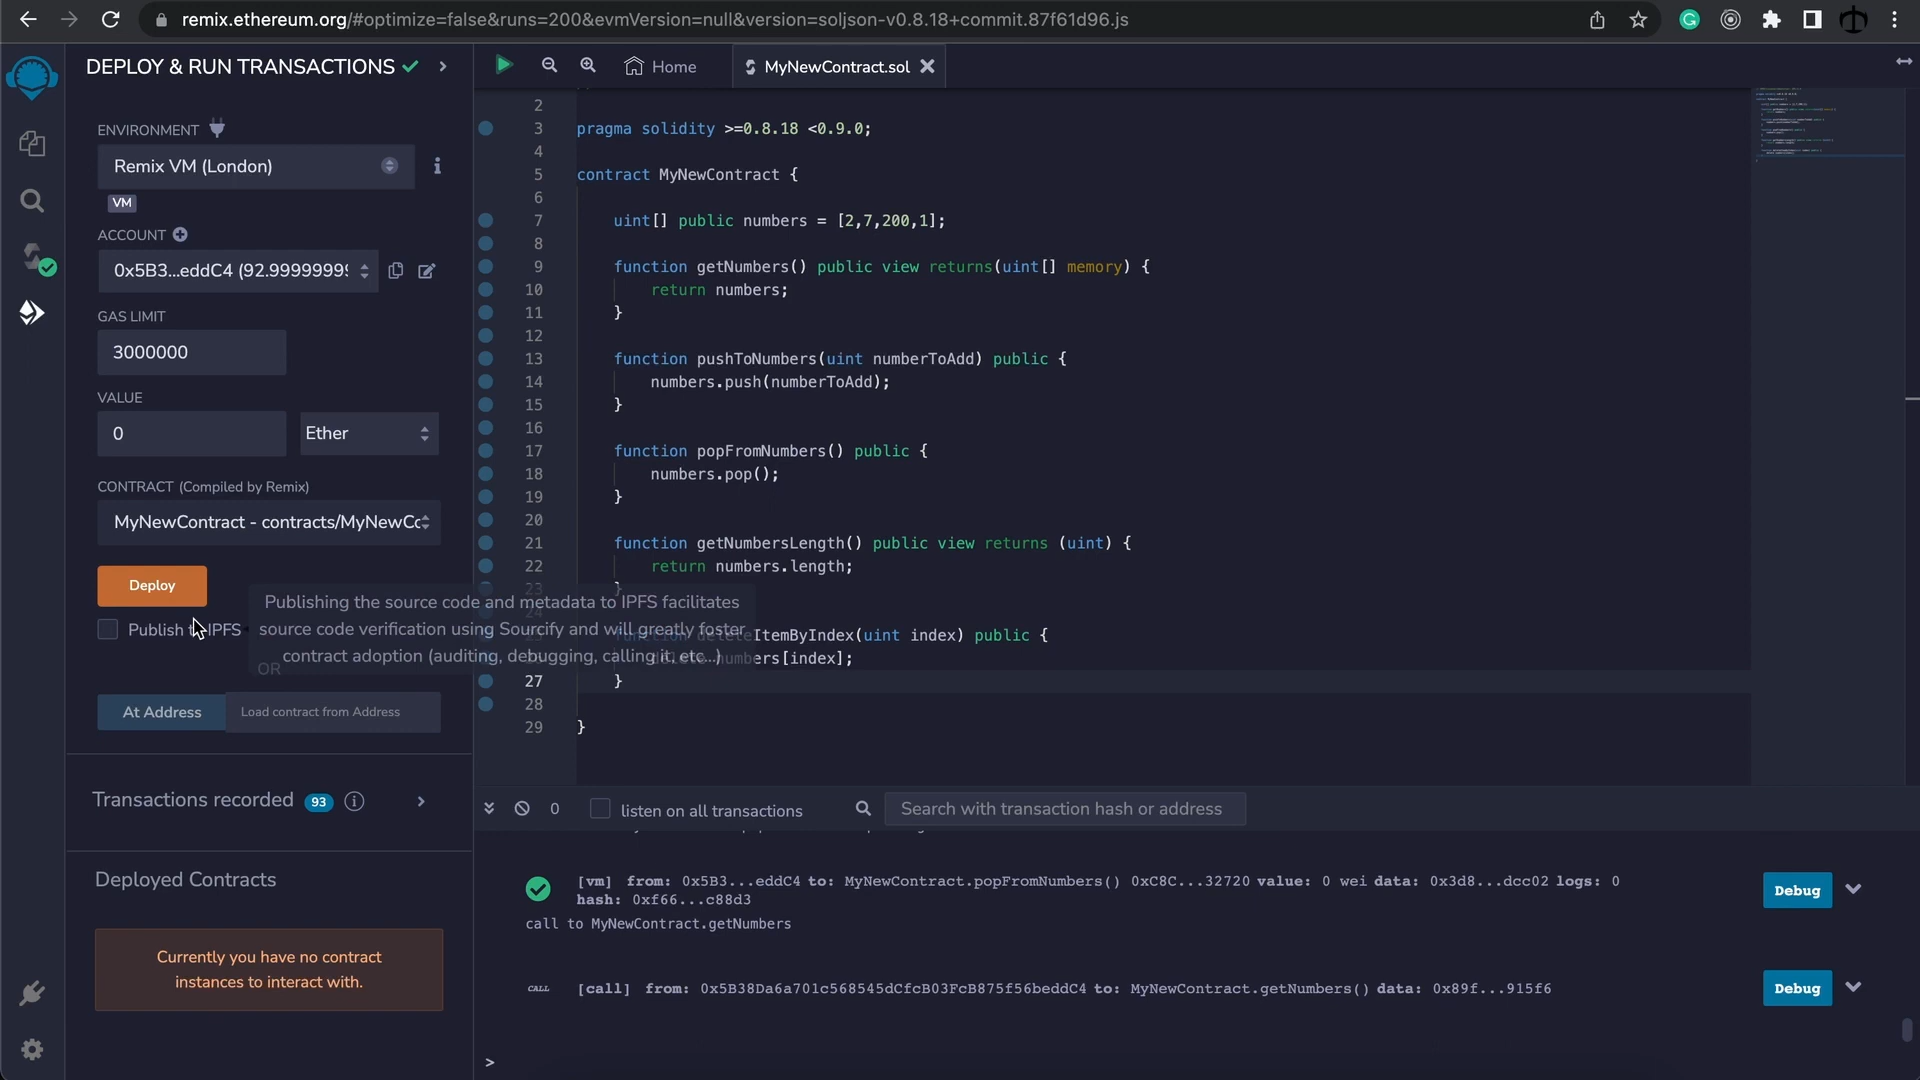 remix.ethereum.org/#optimize=false&runs=200&evmVersion=null&version=soljson-v0.8.18+commit.87f61d96.js
DEPLOY & RUN TRANSACTIONS
ENVIRONMENT
Remix VM (London)
VM
ACCOUNT
0x5B3...eddC4 (92.9999999
GAS LIMIT
3000000
VALUE
0
Ether
CONTRACT (Compiled by Remix)
MyNewContract - contracts/MyNewCo
Deploy
Publish to IPFS
Publishing the source code and metadata to IPFS facilitates
source code verification using Sourcify and will greatly foster
contract adoption (auditing, debugging, calling it, etc...)
OR
At Address
Load contract from Address
Transactions recorded 93
Deployed Contracts
Currently you have no contract
instances to interact with.
Home
MyNewContract.sol
2
3 pragma solidity >=0.8.18 <0.9.0;
4
5 contract MyNewContract {
6
7 uint[] public numbers = [2,7,200,1];
8
9 function getNumbers() public view returns(uint[] memory) {
10 return numbers;
11 }
12
13 function pushToNumbers(uint numberToAdd) public {
14 numbers.push(numberToAdd);
15 }
16
17 function popFromNumbers() public {
18 numbers.pop();
19 }
20
21 function getNumbersLength() public view returns (uint) {
22 return numbers.length;
23 }
24
function deleteItemByIndex(uint index) public {
delete numbers[index];
27 }
28
29 }
0
listen on all transactions
Search with transaction hash or address
[vm] from: 0x5B3...eddC4 to: MyNewContract.popFromNumbers() 0xC8C...32720 value: 0 wei data: 0x3d8...dcc02 logs: 0
hash: 0xf66...c88d3
Debug
call to MyNewContract.getNumbers
CALL [call] from: 0x5B38Da6a701c568545dCfcB03FcB875f56beddC4 to: MyNewContract.getNumbers() data: 0x89f...915f6
Debug
>